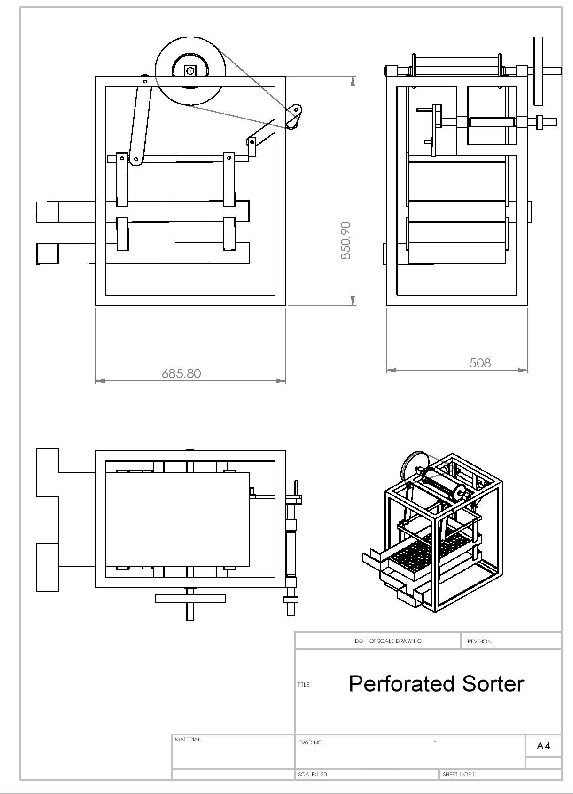 550.90
685.80
508
DO NOT SCALE DRAWING
REVISION
TITLE:
Perforated Sorter
MATERIAL:
DWG NO.
A4
SCALE:1:20
SHEET 1 OF 1